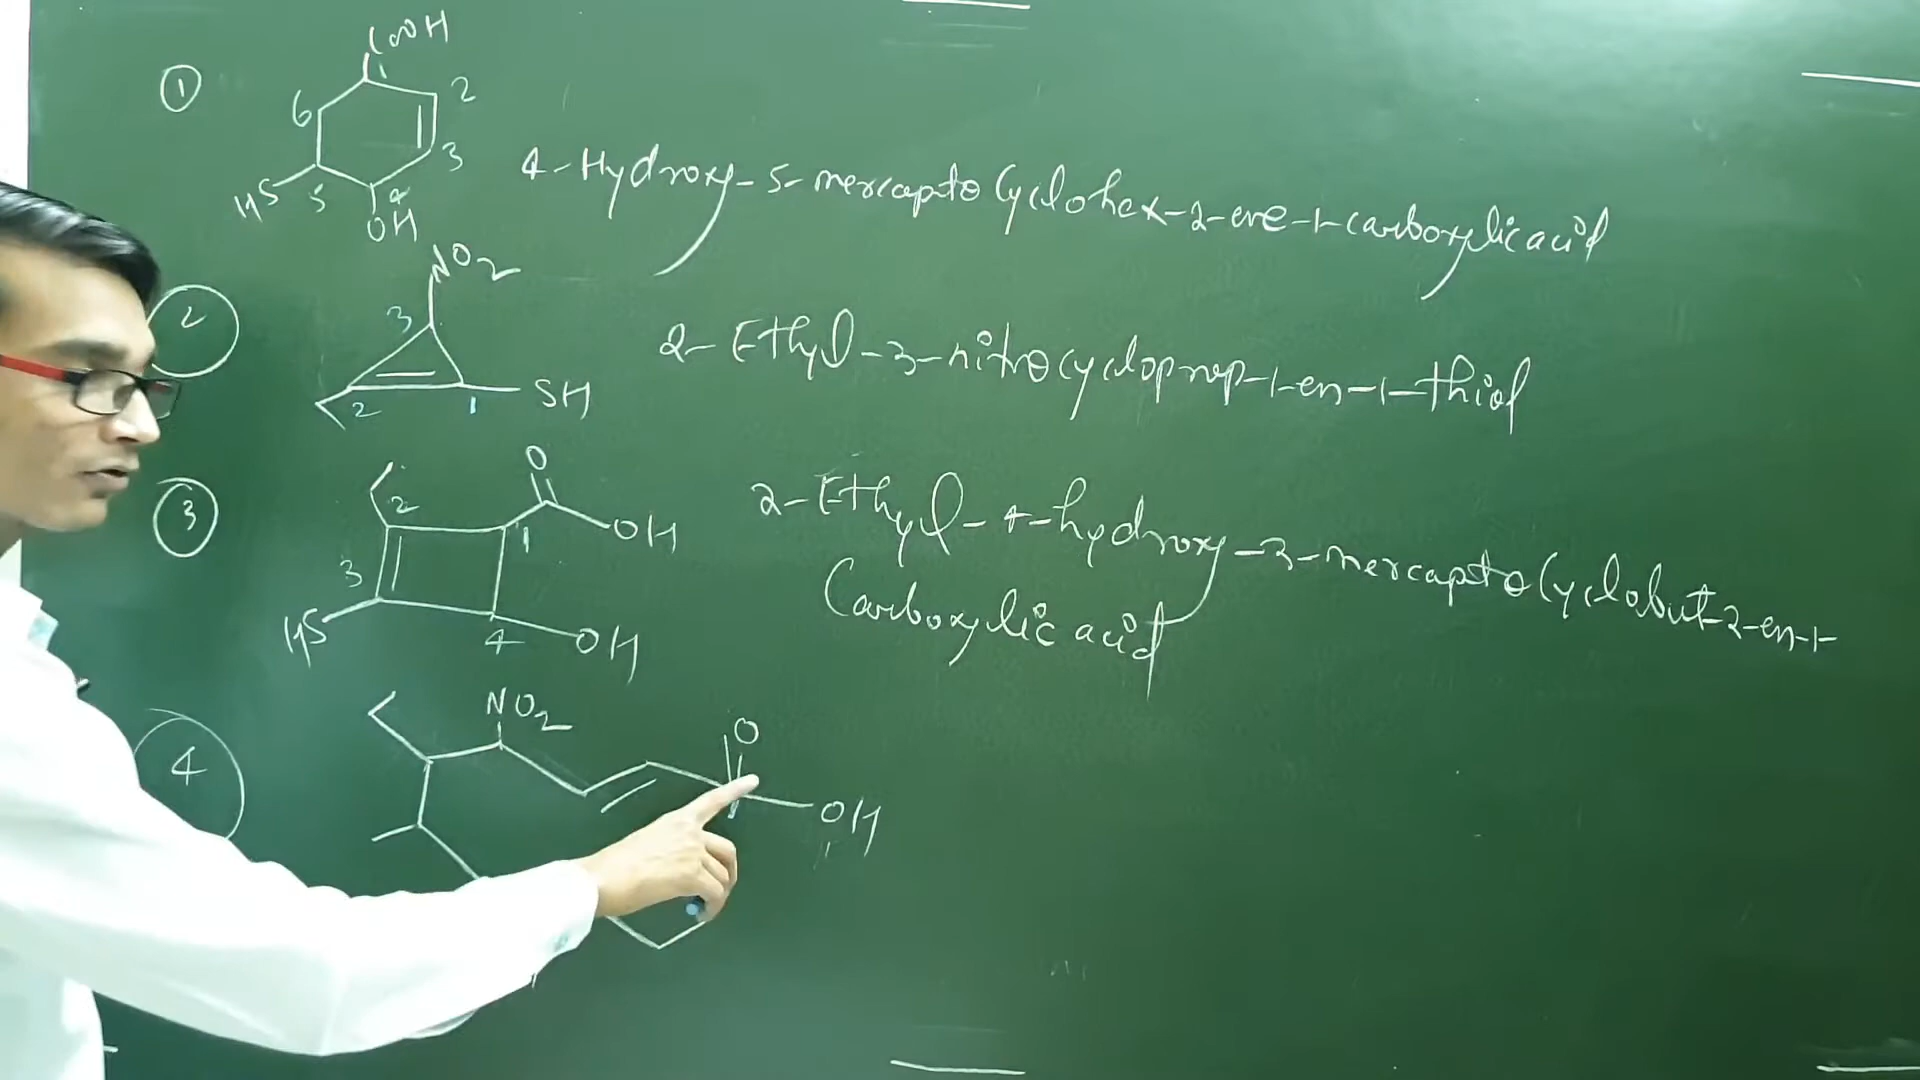 ①
COOH
1
6
2
3
HS
5
4
OH
4-Hydroxy-5-mercapto Cyclohex-2-ene-1-carboxylic acid
2
NO2
3
2
1
SH
2-Ethyl-3-nitrocycloprop-1-en-1-thiol
③
O
2
1
OH
3
HS
4
OH
2-Ethyl-4-hydroxy-3-mercapto Cyclobut-2-en-1-
Carboxylic acid
4
NO2
O
OH